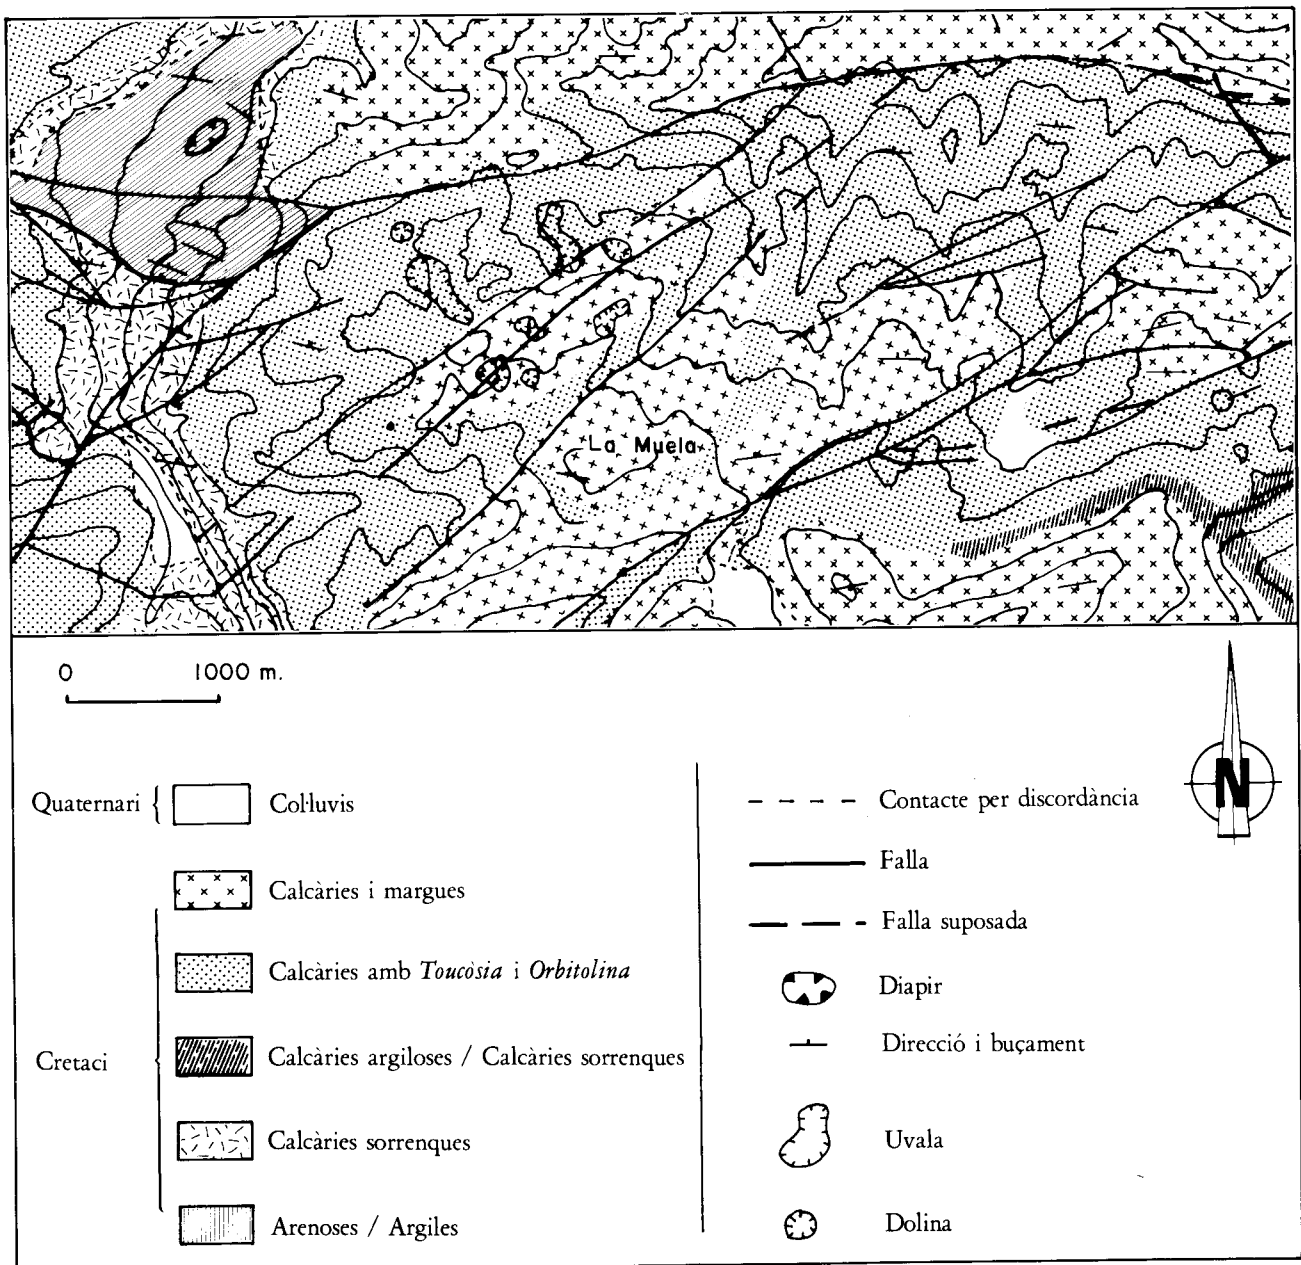 La Muela
0 1000 m.
N
Quaternari
Col·luvis
Calcàries i margues
Calcàries amb Toucòsia i Orbitolina
Cretaci
Calcàries argiloses / Calcàries sorrenques
Calcàries sorrenques
Arenoses / Argiles
Contacte per discordància
Falla
Falla suposada
Diapir
Direcció i buçament
Uvala
Dolina